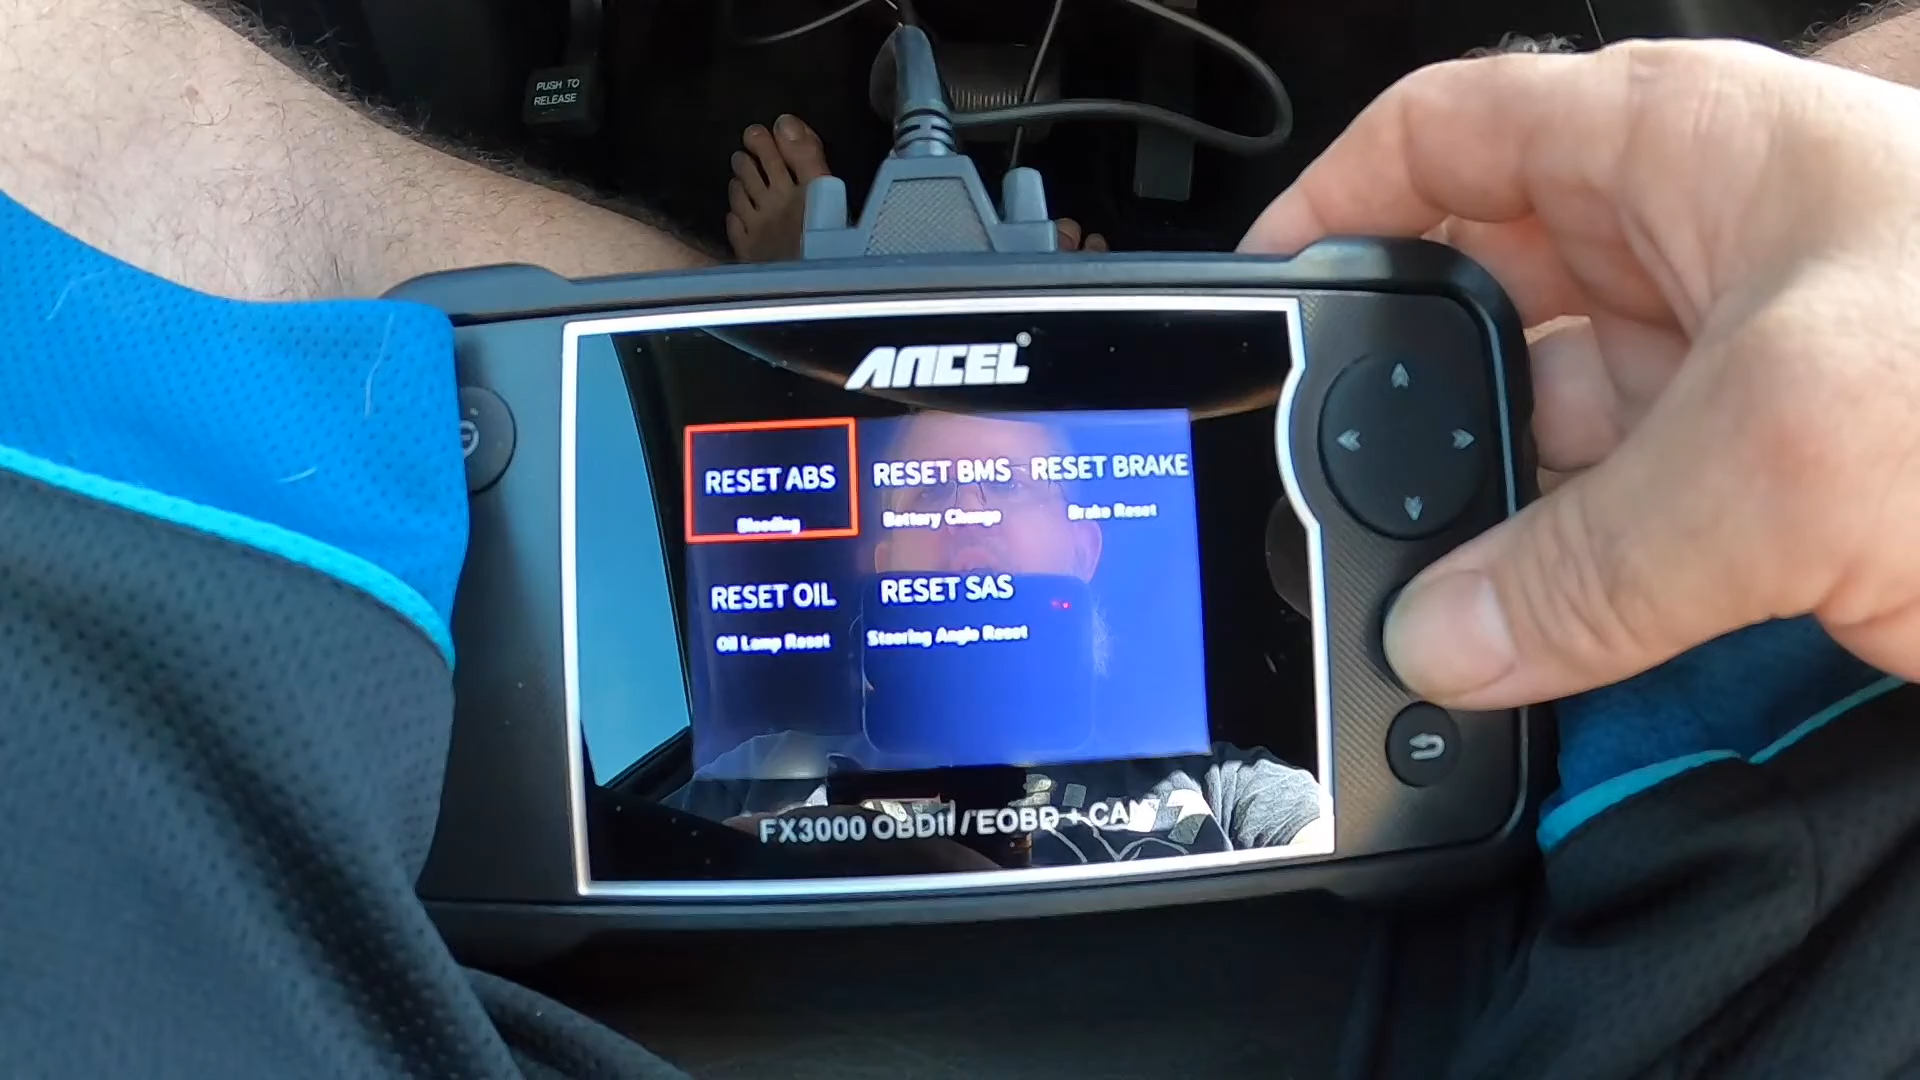 PUSH TO
RELEASE
ANCEL®
RESET ABS
Bleeding
RESET BMS
Battery Change
RESET BRAKE
Brake Reset
RESET OIL
Oil Lamp Reset
RESET SAS
Steering Angle Reset
FX3000 OBDII/EOBD + CAN